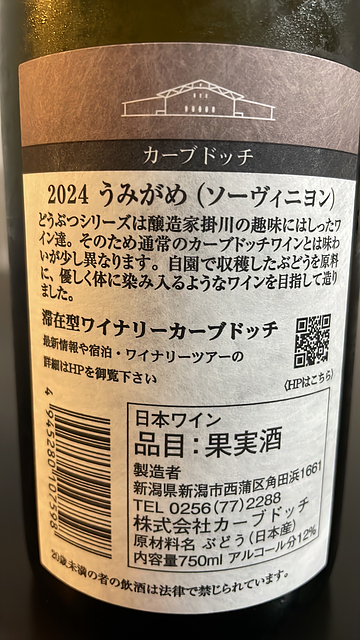 カーブドッチ
2024 うみがめ (ソーヴィニヨン)
どうぶつシリーズは醸造家掛川の趣味にはしったワ
イン達。そのため通常のカーブドッチワインとは味わ
いが少し異なります。自園で収穫したぶどうを原料
に、優しく体に染み入るようなワインを目指して造り
ました。
滞在型ワイナリーカーブドッチ
最新情報や宿泊・ワイナリーツアーの
詳細はHPを御覧下さい
(HPはこちら)
4945280107598
日本ワイン
品目:果実酒
製造者
新潟県新潟市西蒲区角田浜1661
TEL 0256(77)2288
株式会社カーブドッチ
原材料名 ぶどう(日本産)
内容量750ml アルコール分12%
20歳未満の者の飲酒は法律で禁じられています。